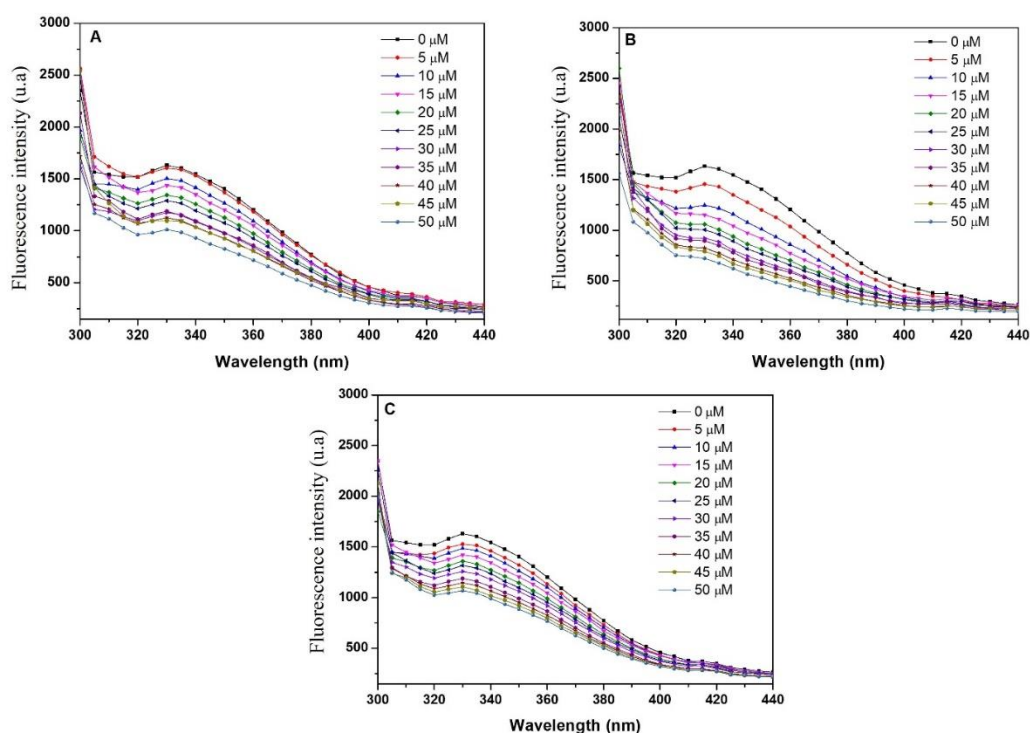 A
3000
2500
2000
1500
1000
500
Fluorescence intensity (u.a)
300 320 340 360 380 400 420 440
Wavelength (nm)
0 μM
5 μM
10 μM
15 μM
20 μM
25 μM
30 μM
35 μM
40 μM
45 μM
50 μM
B
3000
2500
2000
1500
1000
500
Fluorescence intensity (u.a)
300 320 340 360 380 400 420 440
Wavelength (nm)
0 μM
5 μM
10 μM
15 μM
20 μM
25 μM
30 μM
35 μM
40 μM
45 μM
50 μM
C
3000
2500
2000
1500
1000
500
Fluorescence intensity (u.a)
300 320 340 360 380 400 420 440
Wavelength (nm)
0 μM
5 μM
10 μM
15 μM
20 μM
25 μM
30 μM
35 μM
40 μM
45 μM
50 μM